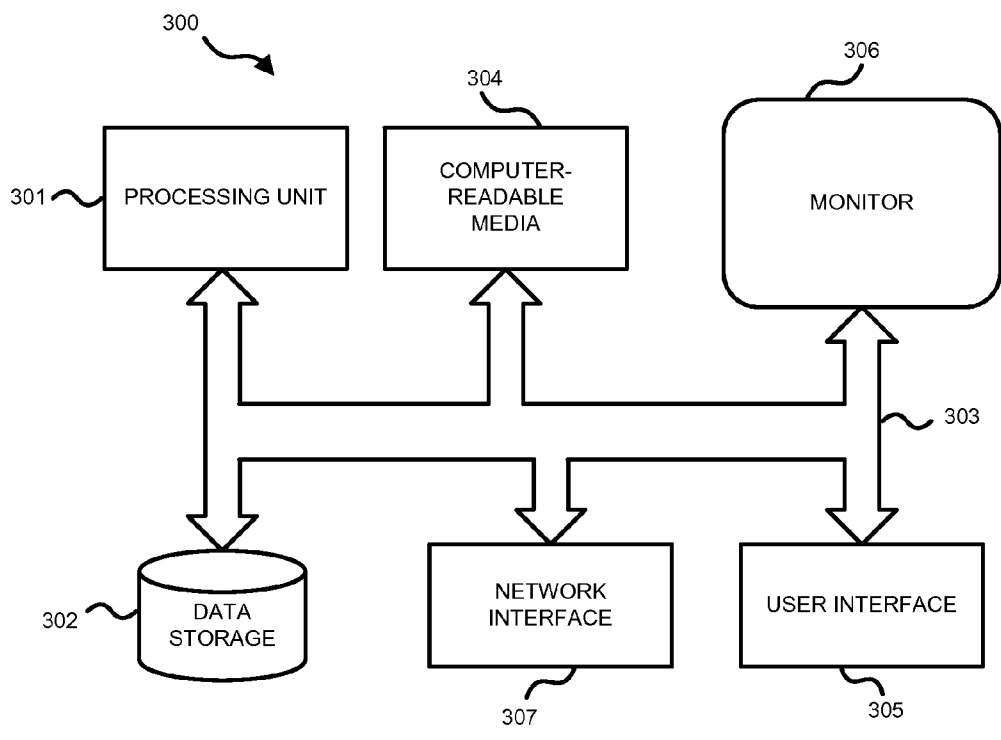 300
304
306
301
PROCESSING UNIT
COMPUTER-
READABLE
MEDIA
MONITOR
303
302
DATA
STORAGE
NETWORK
INTERFACE
USER INTERFACE
307
305